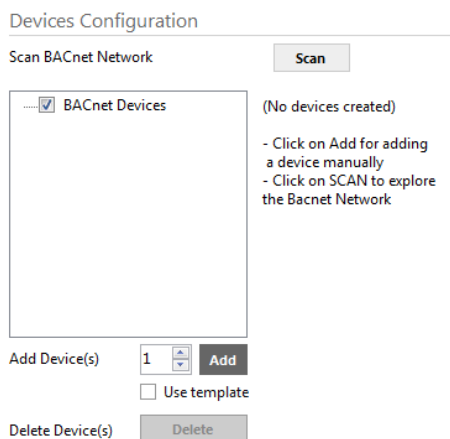 Devices Configuration
Scan BACnet Network
Scan
BACnet Devices
(No devices created)
- Click on Add for adding
a device manually
- Click on SCAN to explore
the Bacnet Network
Add Device(s)
1
Add
Use template
Delete Device(s)
Delete